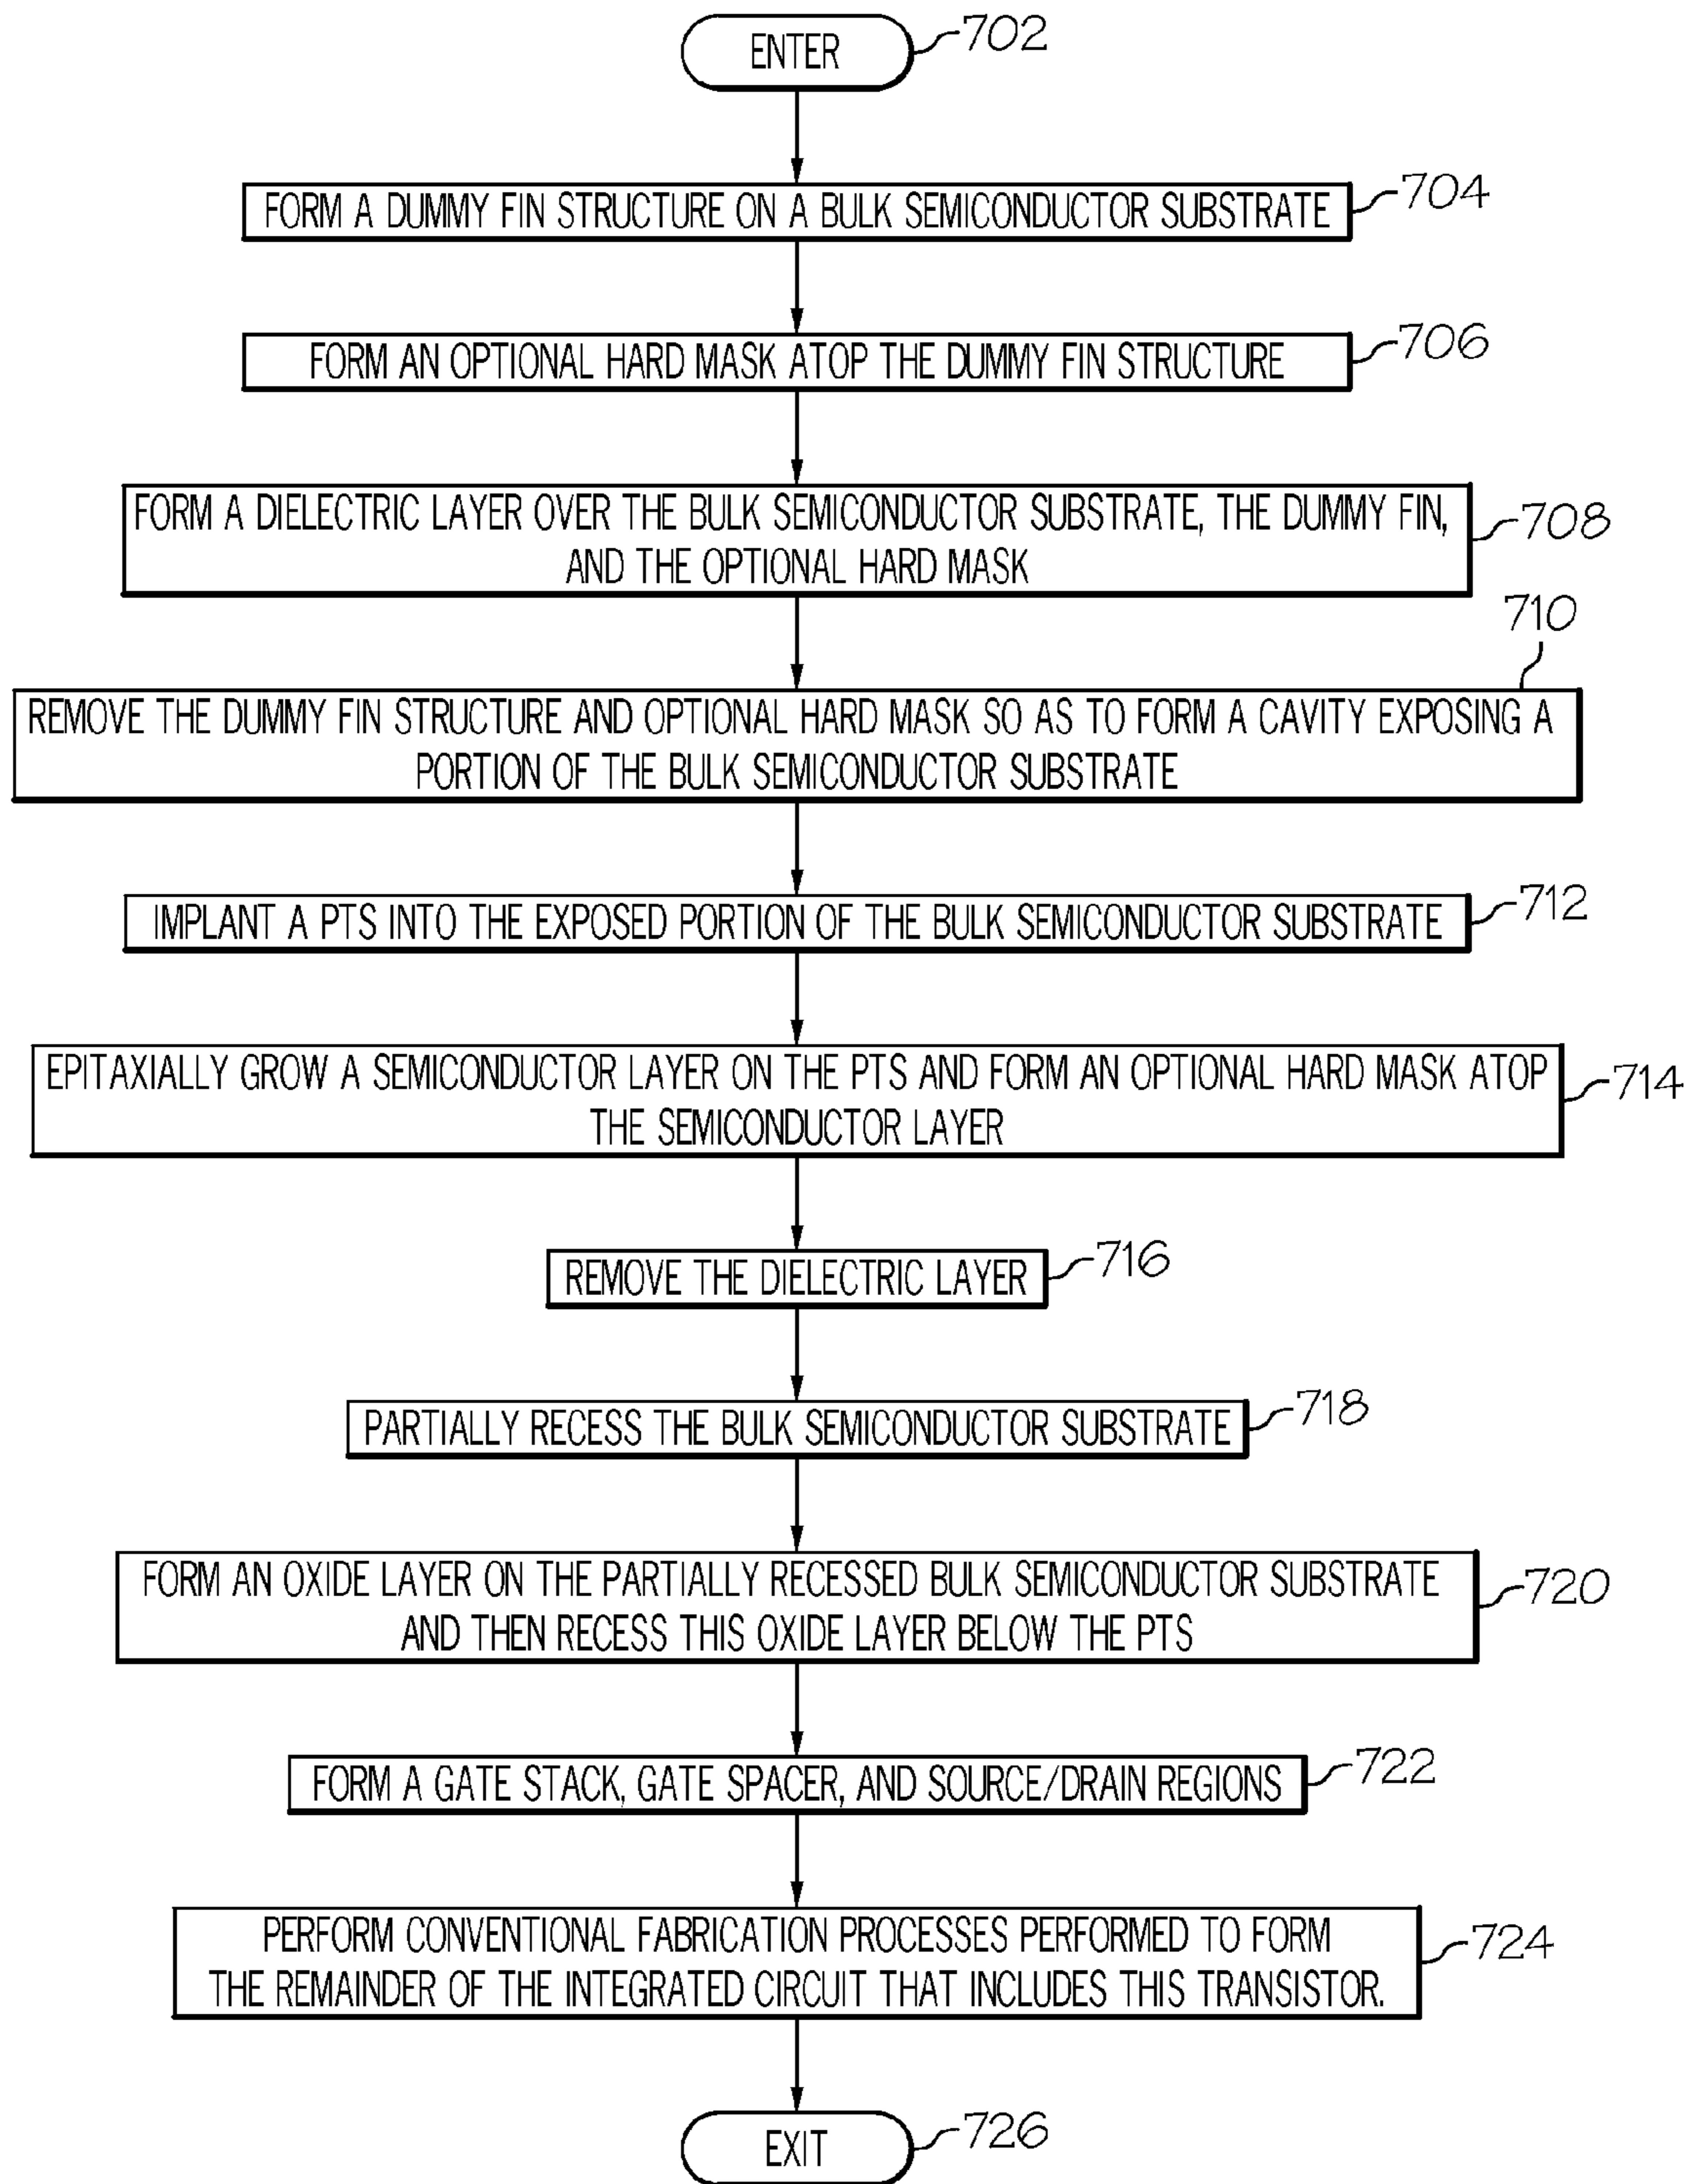 ENTER
702
FORM A DUMMY FIN STRUCTURE ON A BULK SEMICONDUCTOR SUBSTRATE
704
FORM AN OPTIONAL HARD MASK ATOP THE DUMMY FIN STRUCTURE
706
FORM A DIELECTRIC LAYER OVER THE BULK SEMICONDUCTOR SUBSTRATE, THE DUMMY FIN,
AND THE OPTIONAL HARD MASK
708
710
REMOVE THE DUMMY FIN STRUCTURE AND OPTIONAL HARD MASK SO AS TO FORM A CAVITY EXPOSING A
PORTION OF THE BULK SEMICONDUCTOR SUBSTRATE
IMPLANT A PTS INTO THE EXPOSED PORTION OF THE BULK SEMICONDUCTOR SUBSTRATE
712
EPITAXIALLY GROW A SEMICONDUCTOR LAYER ON THE PTS AND FORM AN OPTIONAL HARD MASK ATOP
THE SEMICONDUCTOR LAYER
714
REMOVE THE DIELECTRIC LAYER
716
PARTIALLY RECESS THE BULK SEMICONDUCTOR SUBSTRATE
718
FORM AN OXIDE LAYER ON THE PARTIALLY RECESSED BULK SEMICONDUCTOR SUBSTRATE
AND THEN RECESS THIS OXIDE LAYER BELOW THE PTS
720
FORM A GATE STACK, GATE SPACER, AND SOURCE/DRAIN REGIONS
722
PERFORM CONVENTIONAL FABRICATION PROCESSES PERFORMED TO FORM
THE REMAINDER OF THE INTEGRATED CIRCUIT THAT INCLUDES THIS TRANSISTOR.
724
EXIT
726